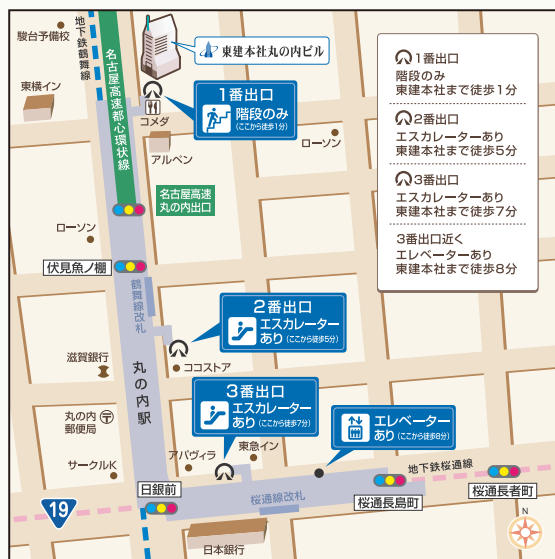 駿台予備校
地下鉄鶴舞線
東建本社丸の内ビル
東横イン
名古屋高速都心環状線
コメダ
1番出口
階段のみ
(ここから徒歩1分)
アルペン
ローソン
名古屋高速
丸の内出口
ローソン
伏見魚ノ棚
鶴舞線改札
2番出口
エスカレーター
あり(ここから徒歩5分)
滋賀銀行
丸の内駅
ココストア
3番出口
エスカレーター
あり(ここから徒歩7分)
丸の内
郵便局
アパヴィラ
東急イン
エレベーター
あり(ここから徒歩8分)
サークルK
地下鉄桜通線
19
日銀前
桜通線改札
桜通長島町
桜通長者町
日本銀行
N
1番出口
階段のみ
東建本社まで徒歩1分
2番出口
エスカレーターあり
東建本社まで徒歩5分
3番出口
エスカレーターあり
東建本社まで徒歩7分
3番出口近く
エレベーターあり
東建本社まで徒歩8分